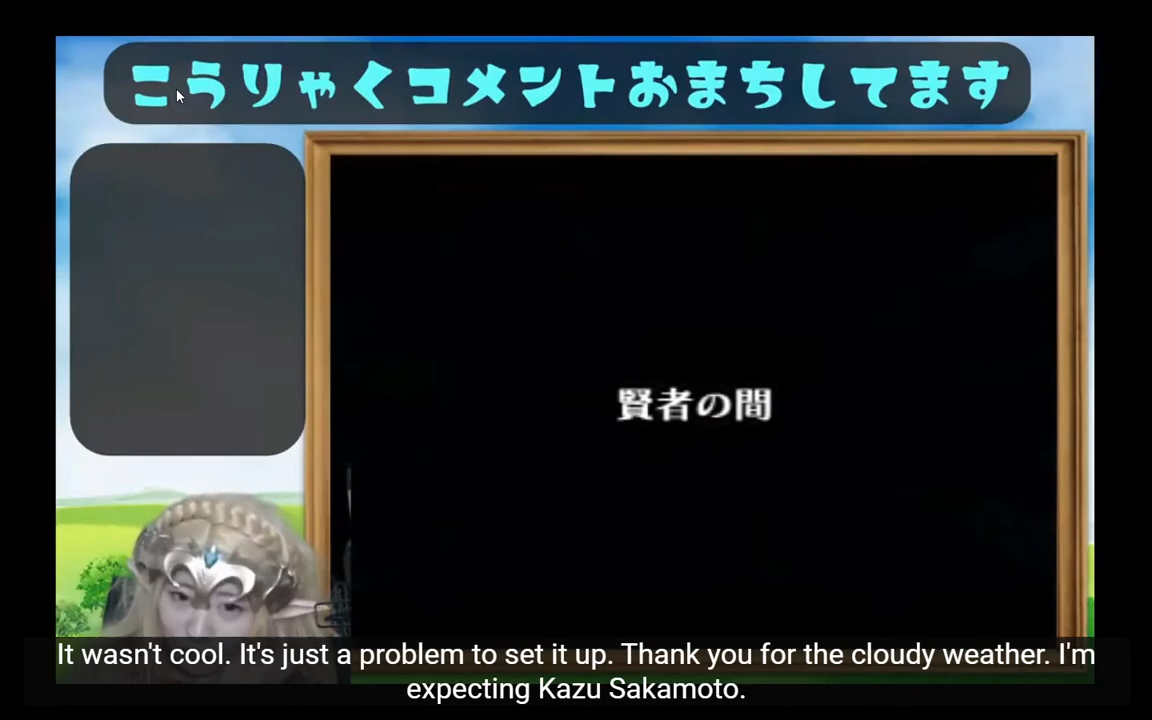 こうりゃくコメントおまちしてます
賢者の間
It wasn't cool. It's just a problem to set it up. Thank you for the cloudy weather. I'm
expecting Kazu Sakamoto.